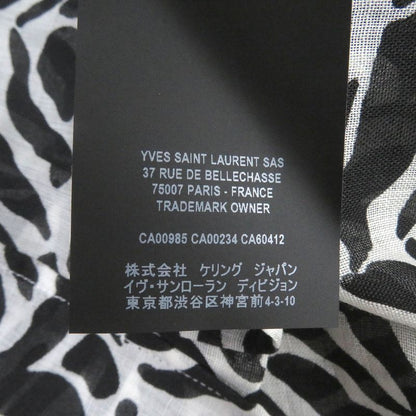 YVES SAINT LAURENT SAS
37 RUE DE BELLECHASSE
75007 PARIS - FRANCE
TRADEMARK OWNER
CA00985 CA00234 CA60412
株式会社 ケリング ジャパン
イヴ・サンローラン ディビジョン
東京都渋谷区神宮前4-3-10